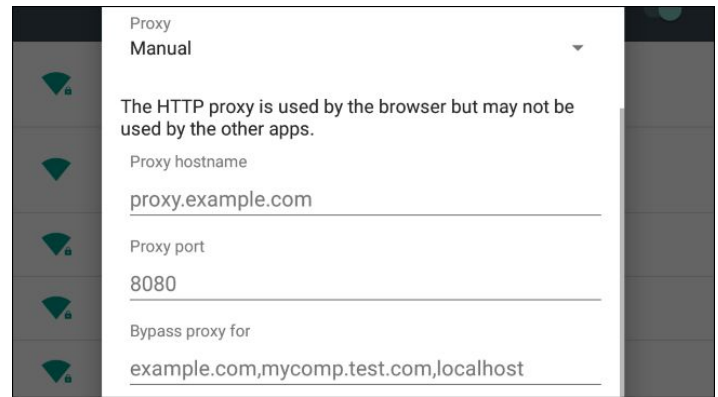 Proxy
Manual
The HTTP proxy is used by the browser but may not be
used by the other apps.
Proxy hostname
proxy.example.com
Proxy port
8080
Bypass proxy for
example.com,mycomp.test.com,localhost